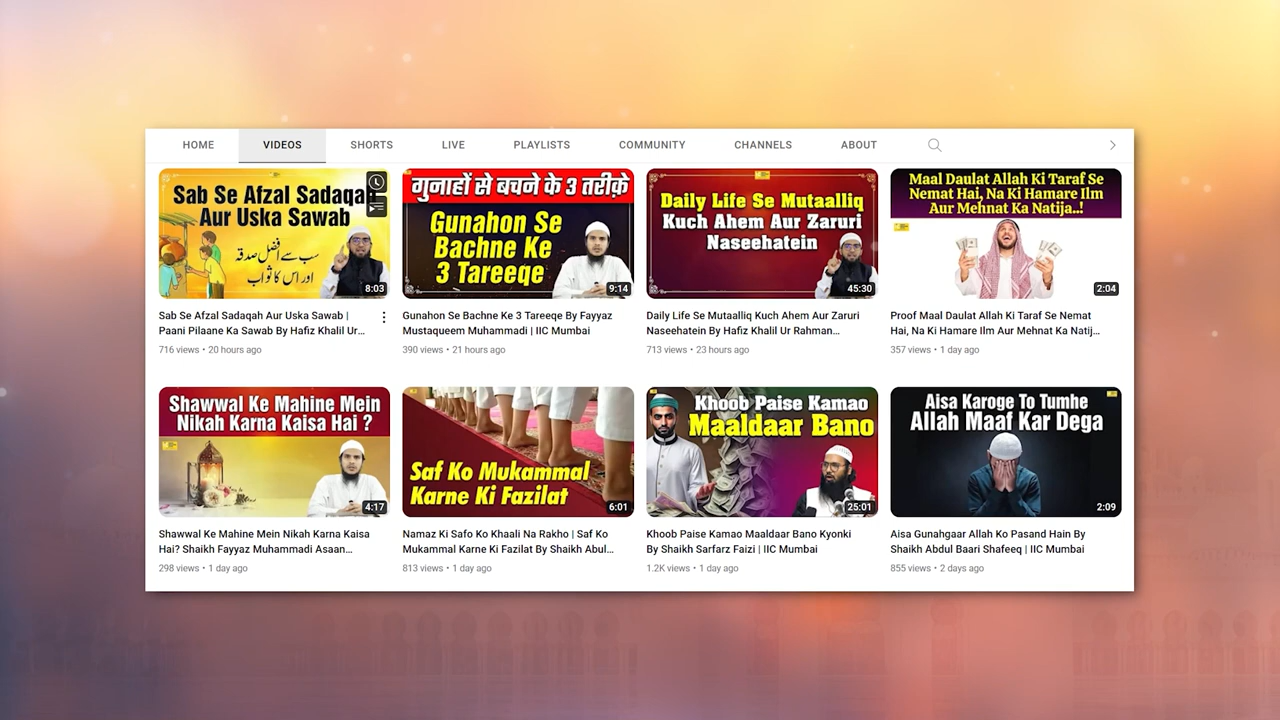 HOME VIDEOS SHORTS LIVE PLAYLISTS COMMUNITY CHANNELS ABOUT
Sab Se Afzal Sadaqah
Aur Uska Sawab
سب سے افضل صدقہ
اور اس کا ثواب
8:03
Sab Se Afzal Sadaqah Aur Uska Sawab |
Paani Pilaane Ka Sawab By Hafiz Khalil Ur...
716 views • 20 hours ago
गुनाहों से बचने के 3 तरीक़े
Gunahon Se
Bachne Ke
3 Tareeqe
9:14
Gunahon Se Bachne Ke 3 Tareeqe By Fayyaz
Mustaqueem Muhammadi | IIC Mumbai
390 views • 21 hours ago
Daily Life Se Mutaalliq
Kuch Ahem Aur Zaruri
Naseehatein
45:30
Daily Life Se Mutaalliq Kuch Ahem Aur Zaruri
Naseehatein By Hafiz Khalil Ur Rahman...
713 views • 23 hours ago
Maal Daulat Allah Ki Taraf Se
Nemat Hai, Na Ki Hamare Ilm
Aur Mehnat Ka Natija..!
2:04
Proof Maal Daulat Allah Ki Taraf Se Nemat
Hai, Na Ki Hamare Ilm Aur Mehnat Ka Natij...
357 views • 1 day ago
Shawwal Ke Mahine Mein
Nikah Karna Kaisa Hai ?
4:17
Shawwal Ke Mahine Mein Nikah Karna Kaisa
Hai? Shaikh Fayyaz Muhammadi Asaan...
298 views • 1 day ago
Saf Ko Mukammal
Karne Ki Fazilat
6:01
Namaz Ki Safo Ko Khaali Na Rakho | Saf Ko
Mukammal Karne Ki Fazilat By Shaikh Abul...
813 views • 1 day ago
Khoob Paise Kamao
Maaldaar Bano
25:01
Khoob Paise Kamao Maaldaar Bano Kyonki
By Shaikh Sarfarz Faizi | IIC Mumbai
1.2K views • 1 day ago
Aisa Karoge To Tumhe
Allah Maaf Kar Dega
2:09
Aisa Gunahgaar Allah Ko Pasand Hain By
Shaikh Abdul Baari Shafeeq | IIC Mumbai
855 views • 2 days ago